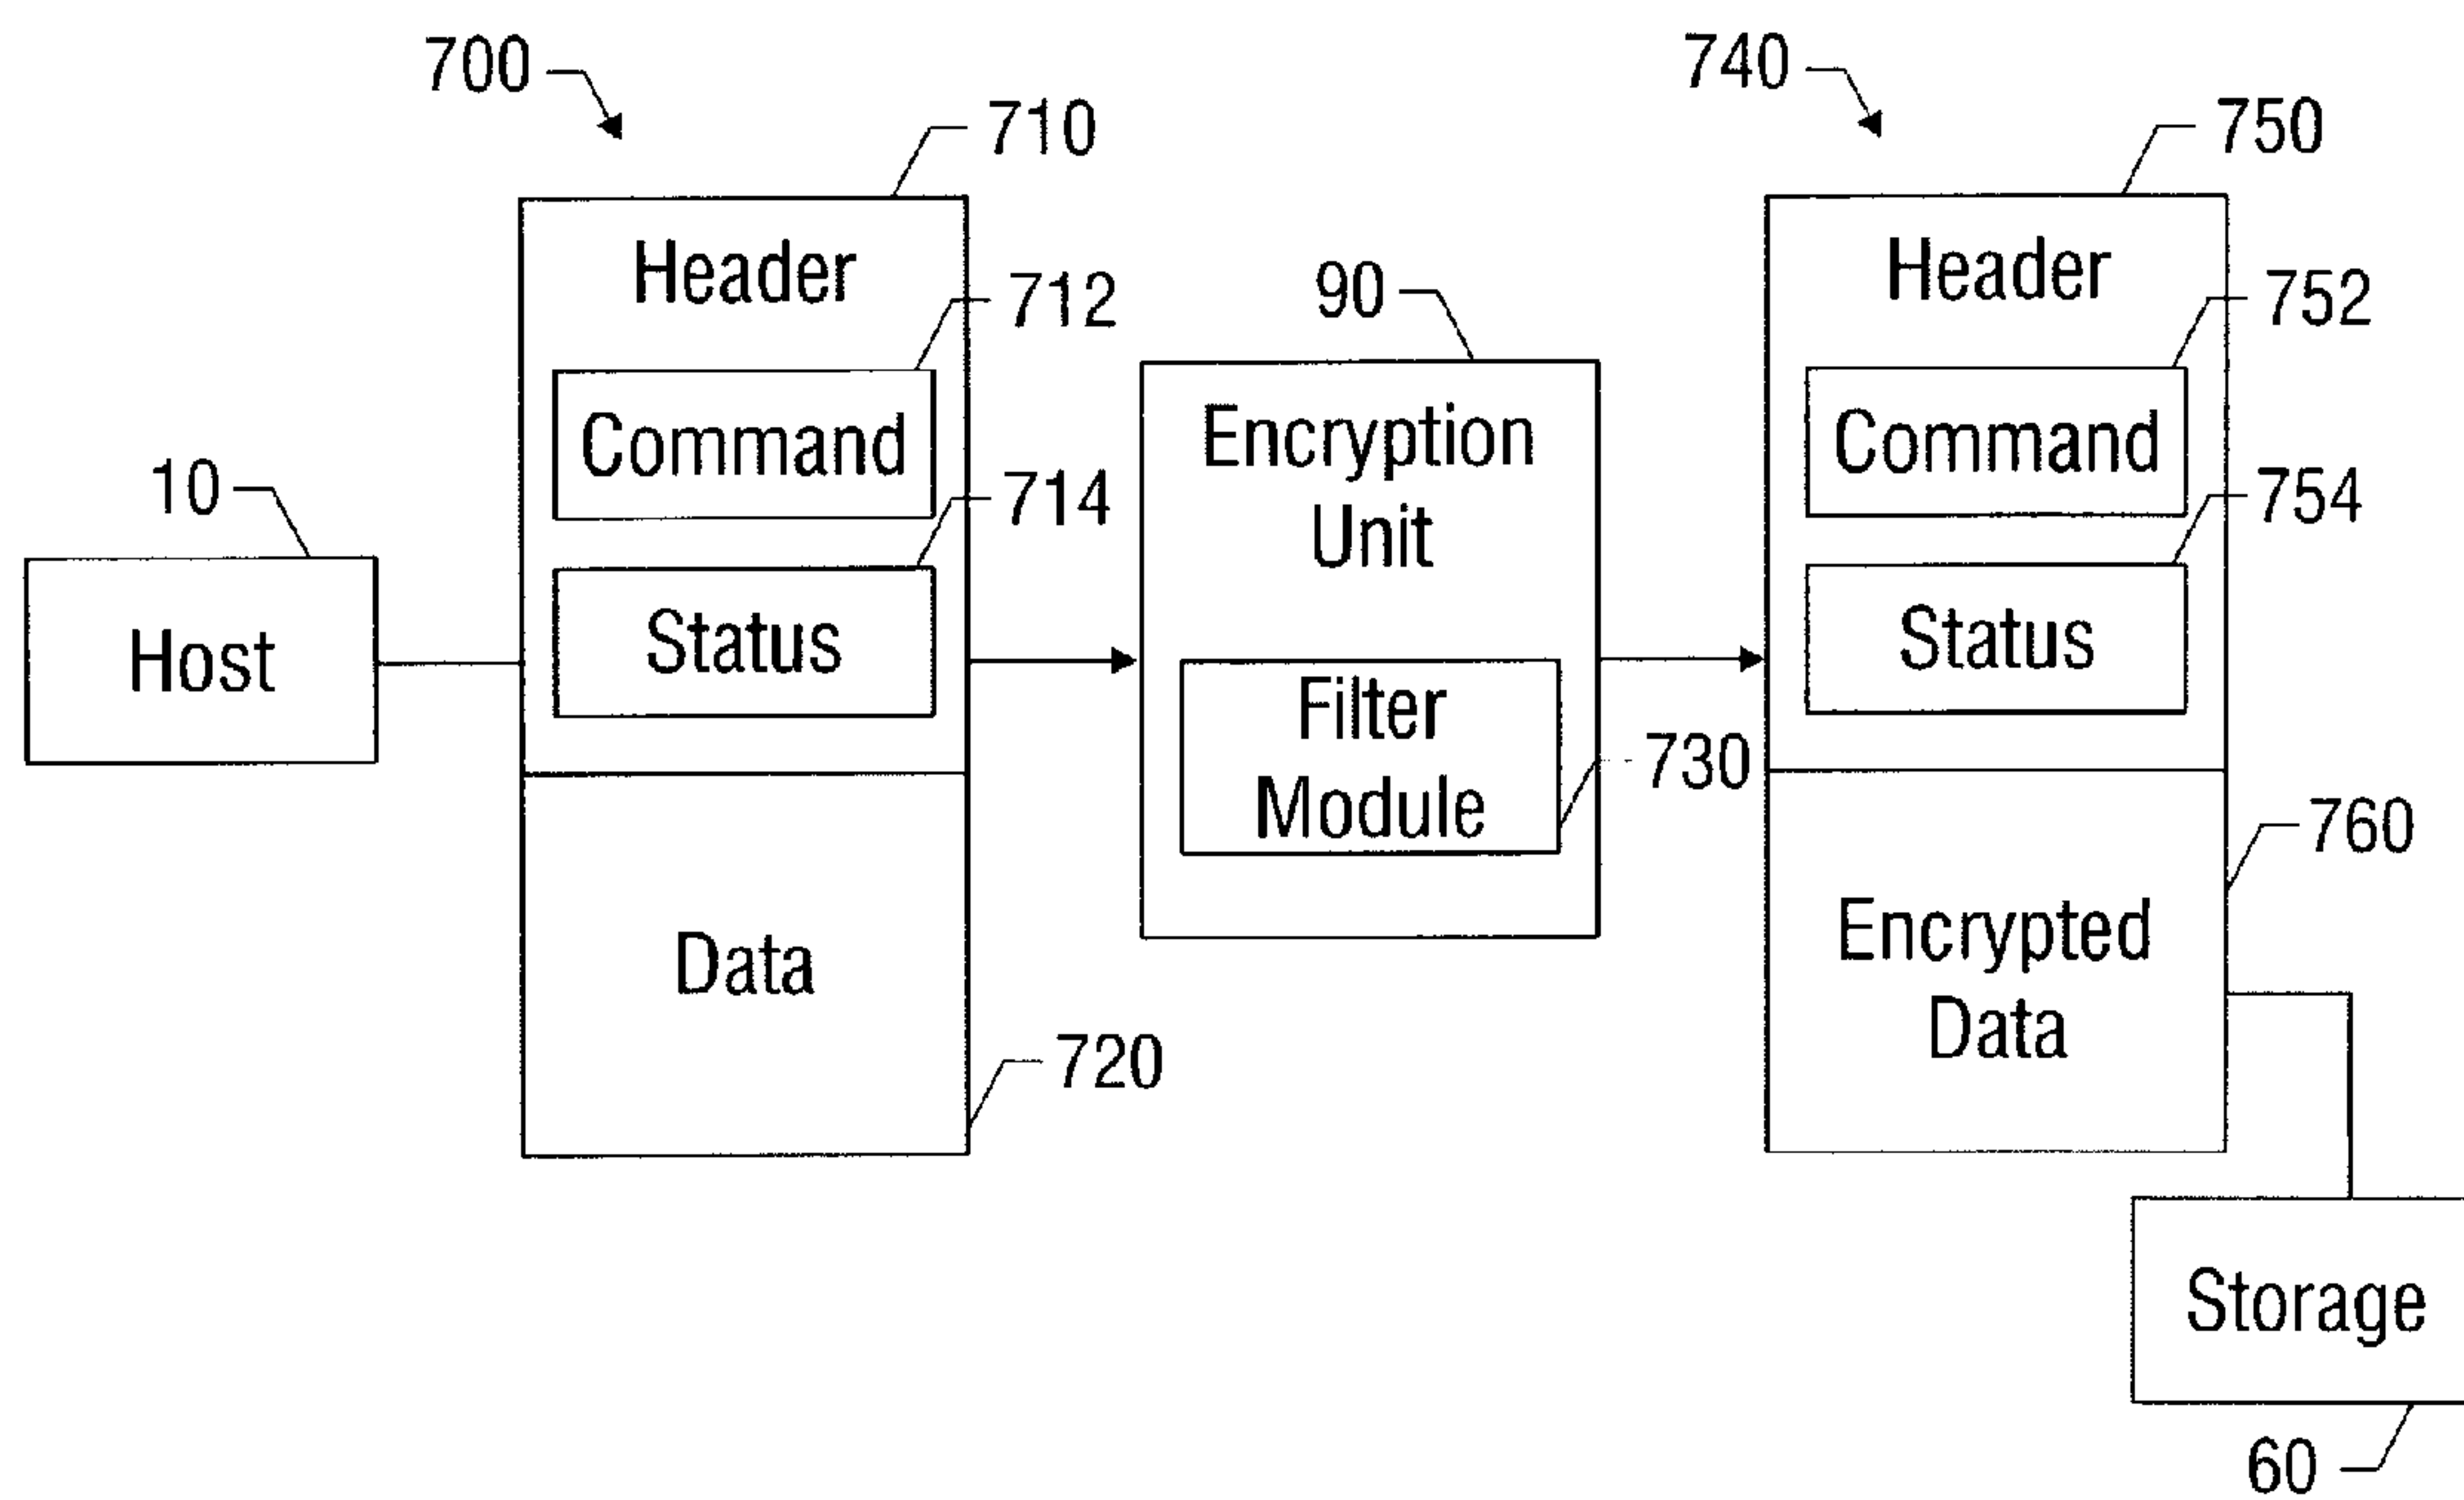 700
740
710
750
Header
Header
712
752
90
Command
Command
Encryption
Unit
10
714
754
Host
Status
Status
Filter
Module
730
760
Data
Encrypted
Data
720
Storage
60